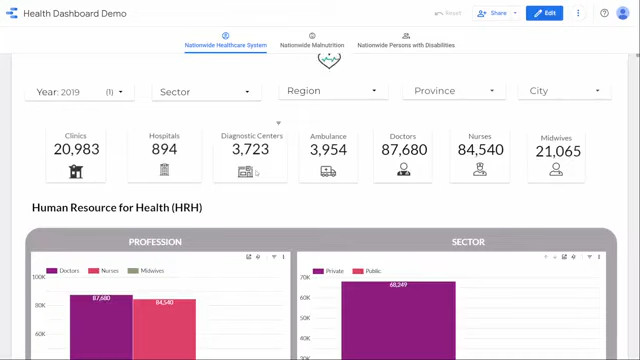 Health Dashboard Demo
Reset
Share
Edit
Nationwide Healthcare System
Nationwide Malnutrition
Nationwide Persons with Disabilities
Year: 2019 (1)
Sector
Region
Province
City
Clinics
20,983
Hospitals
894
Diagnostic Centers
3,723
Ambulance
3,954
Doctors
87,680
Nurses
84,540
Midwives
21,065
Human Resource for Health (HRH)
PROFESSION
Doctors Nurses Midwives
100K
87,680
84,540
80K
60K
SECTOR
Private Public
70K
68,249
60K
50K
40K
30K